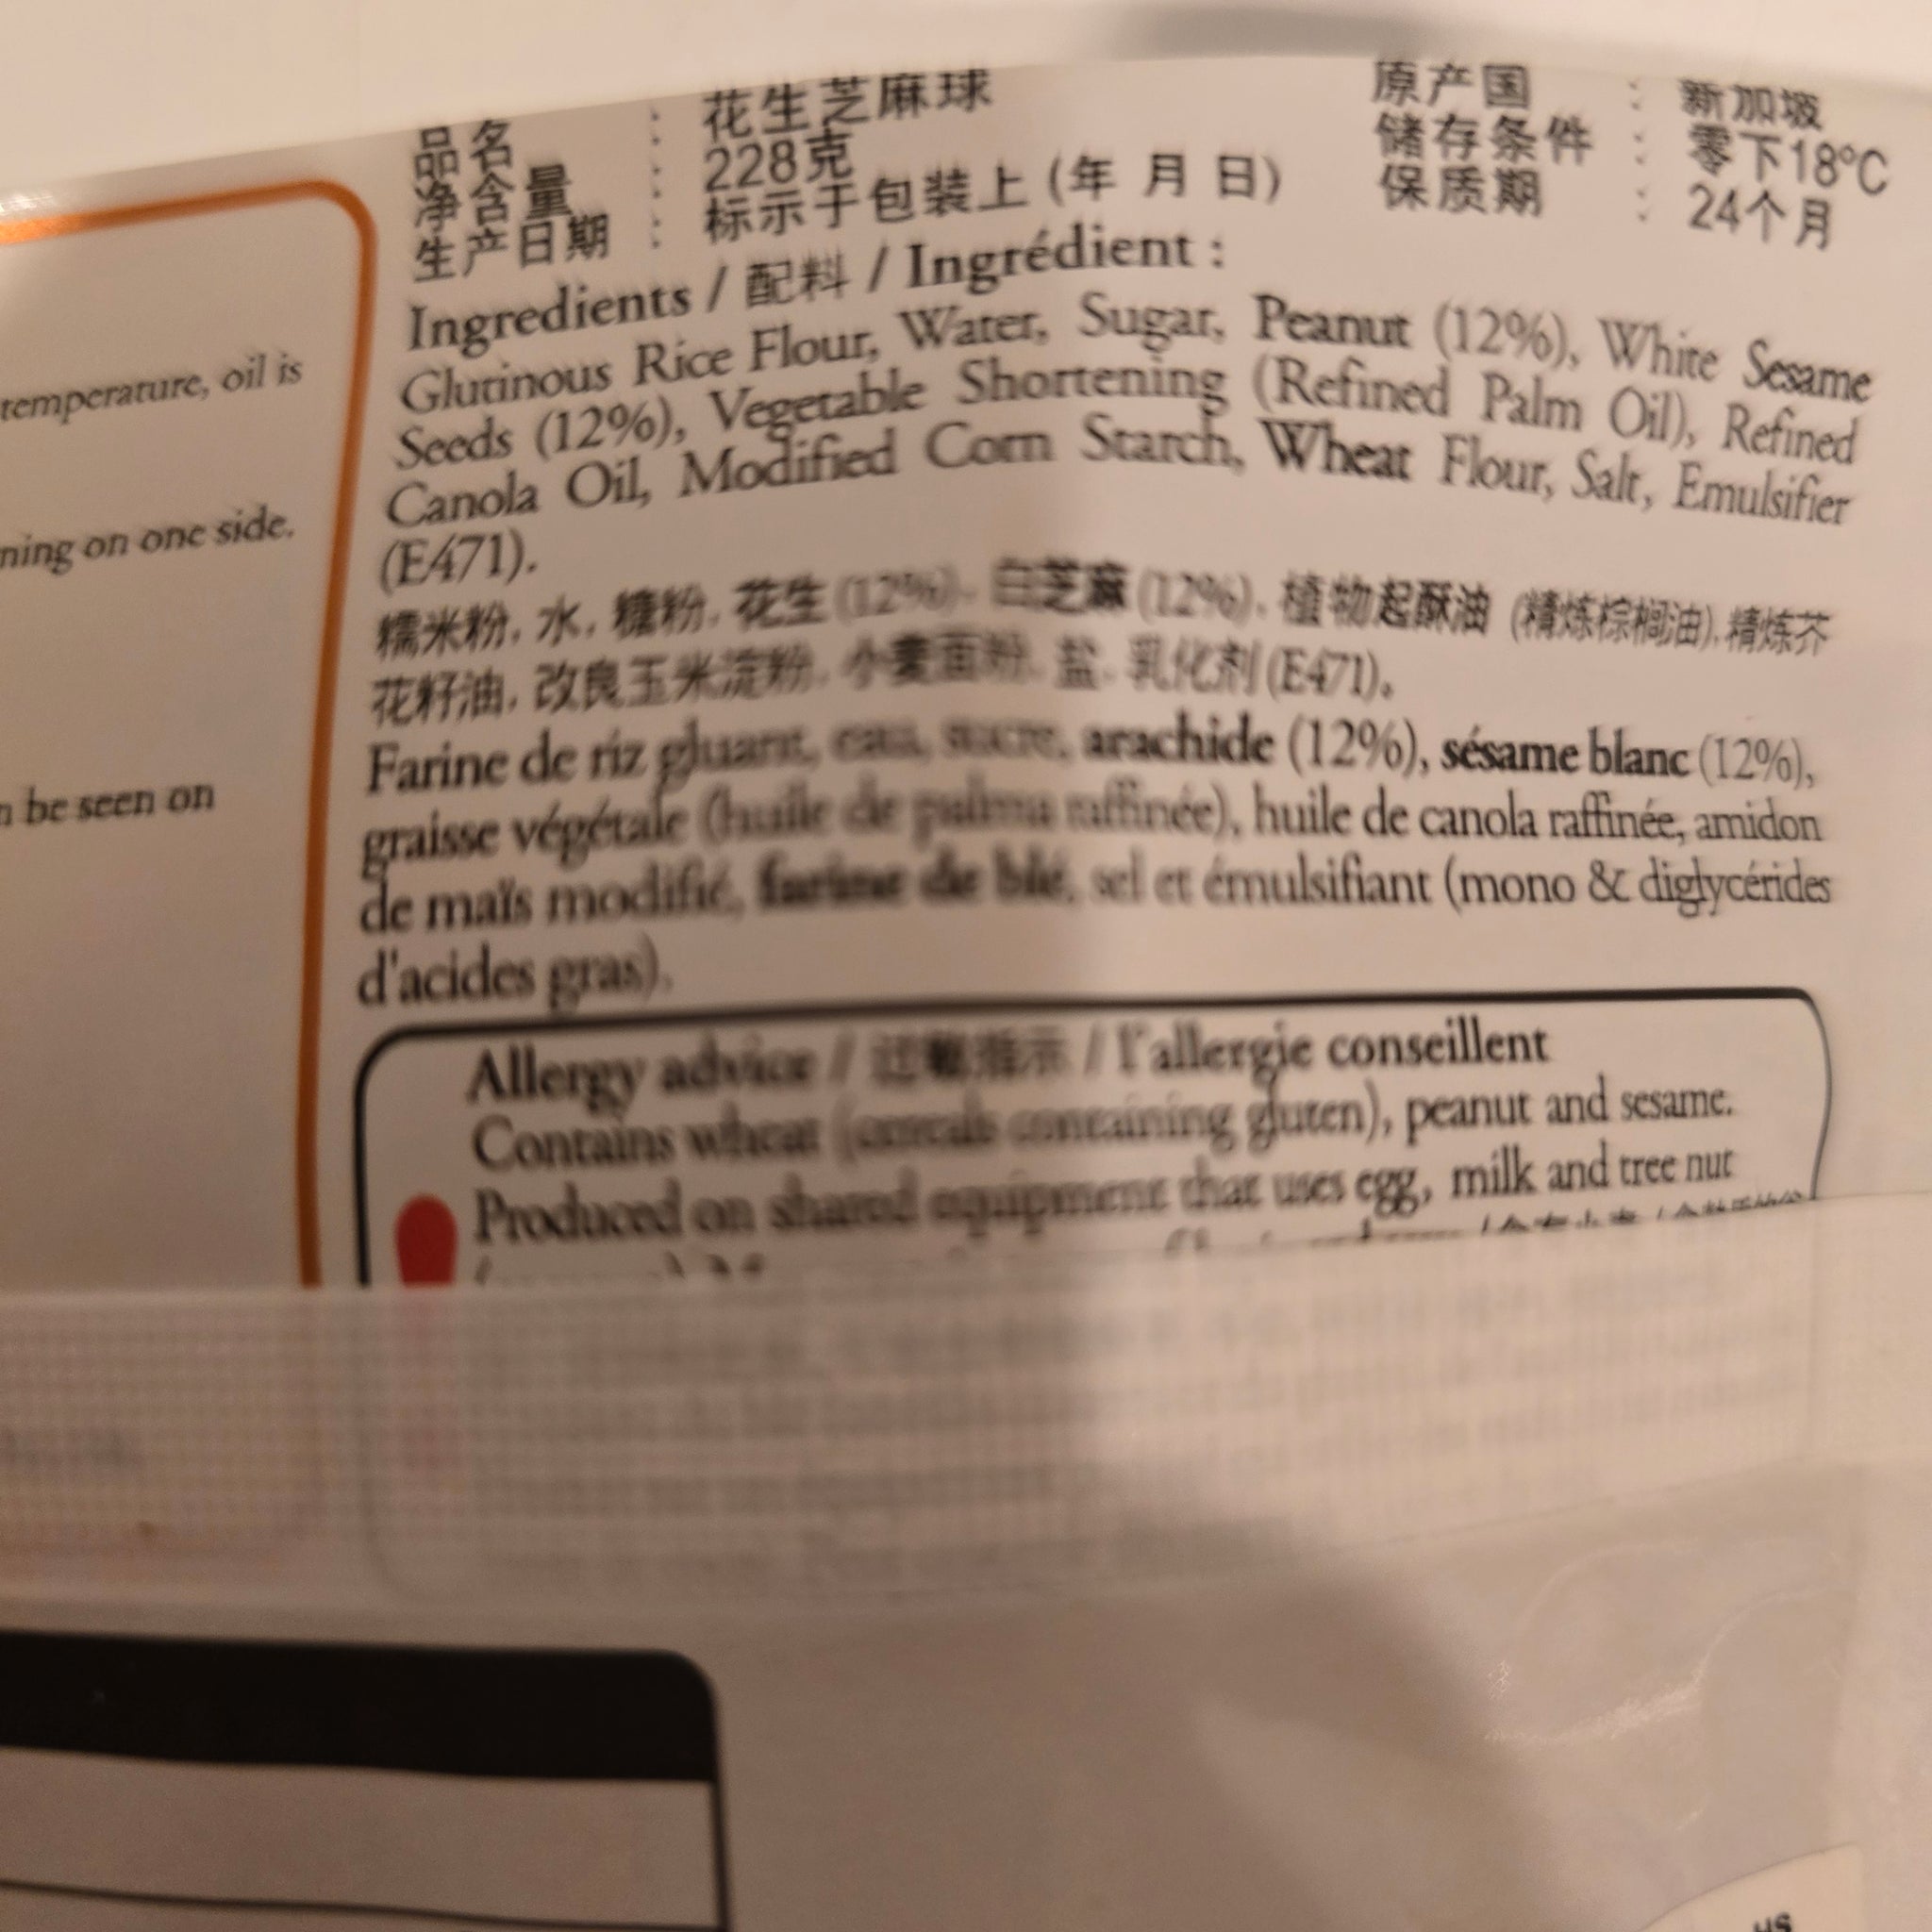 品名 : 花生芝麻球
净含量 : 228克
生产日期 : 标示于包装上 (年 月 日)
原产国 : 新加坡
储存条件 : 零下18°C
保质期 : 24个月
Ingredients / 配料 / Ingrédient :
Glutinous Rice Flour, Water, Sugar, Peanut (12%), White Sesame
Seeds (12%), Vegetable Shortening (Refined Palm Oil), Refined
Canola Oil, Modified Corn Starch, Wheat Flour, Salt, Emulsifier
(E471).
糯米粉, 水, 糖粉, 花生 (12%), 白芝麻 (12%), 植物起酥油 (精炼棕榈油), 精炼芥
花籽油, 改良玉米淀粉, 小麦面粉, 盐, 乳化剂 (E471)。
Farine de riz gluant, eau, sucre, arachide (12%), sésame blanc (12%),
graisse végétale (huile de palma raffinée), huile de canola raffinée, amidon
de maïs modifié, farine de blé, sel et émulsifiant (mono & diglycérides
d'acides gras).
Allergy advice / 过敏指示 / l'allergie conseillent
Contains wheat (cereals containing gluten), peanut and sesame.
Produced on shared equipment that uses egg, milk and tree nut
temperature, oil is
ning on one side.
n be seen on
us